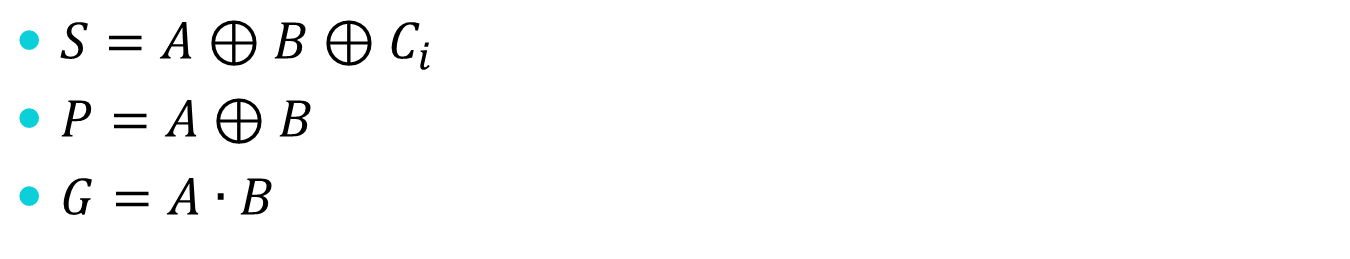 • S = A ⊕ B ⊕ Cᵢ
• P = A ⊕ B
• G = A · B